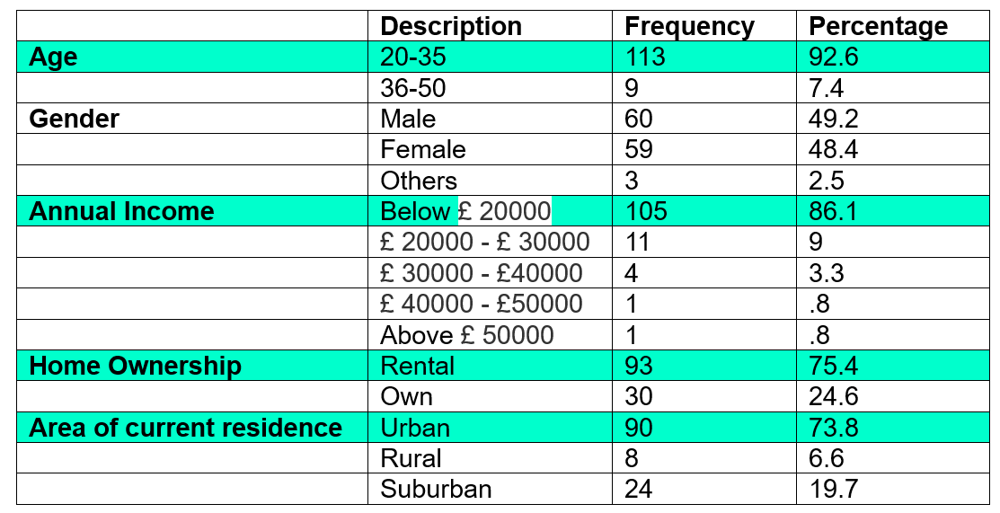 Description Frequency Percentage
Age 20-35 113 92.6
36-50 9 7.4
Gender Male 60 49.2
Female 59 48.4
Others 3 2.5
Annual Income Below £ 20000 105 86.1
£ 20000 - £ 30000 11 9
£ 30000 - £40000 4 3.3
£ 40000 - £50000 1 .8
Above £ 50000 1 .8
Home Ownership Rental 93 75.4
Own 30 24.6
Area of current residence Urban 90 73.8
Rural 8 6.6
Suburban 24 19.7